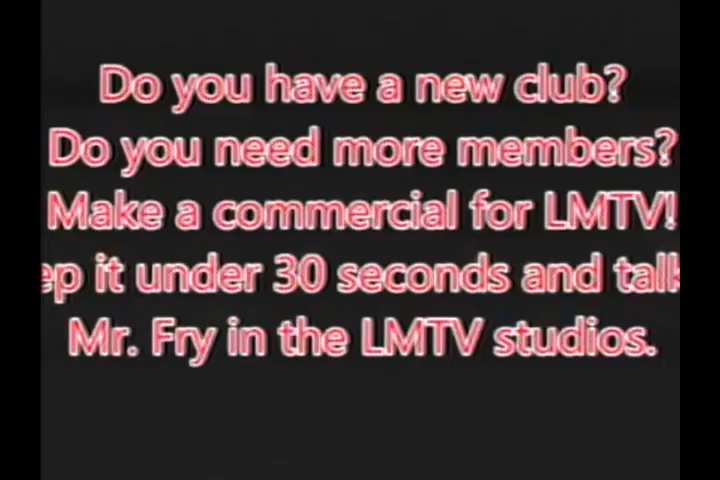 Do you have a new club?
Do you need more members?
Make a commercial for LMTV!
ep it under 30 seconds and talk
Mr. Fry in the LMTV studios.